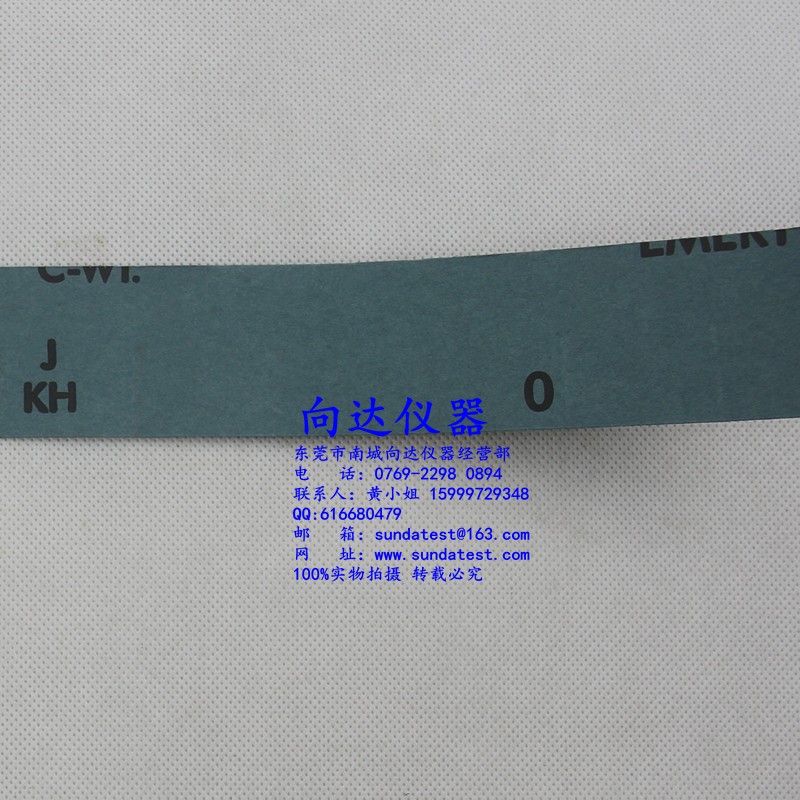 C-WT.
EMERY
J
KH
0
向达仪器
东莞市南城向达仪器经营部
电 话：0769-2298 0894
联系人：黄小姐 15999729348
QQ:616680479
邮 箱：sundatest@163.com
网 址：www.sundatest.com
100%实物拍摄 转载必究